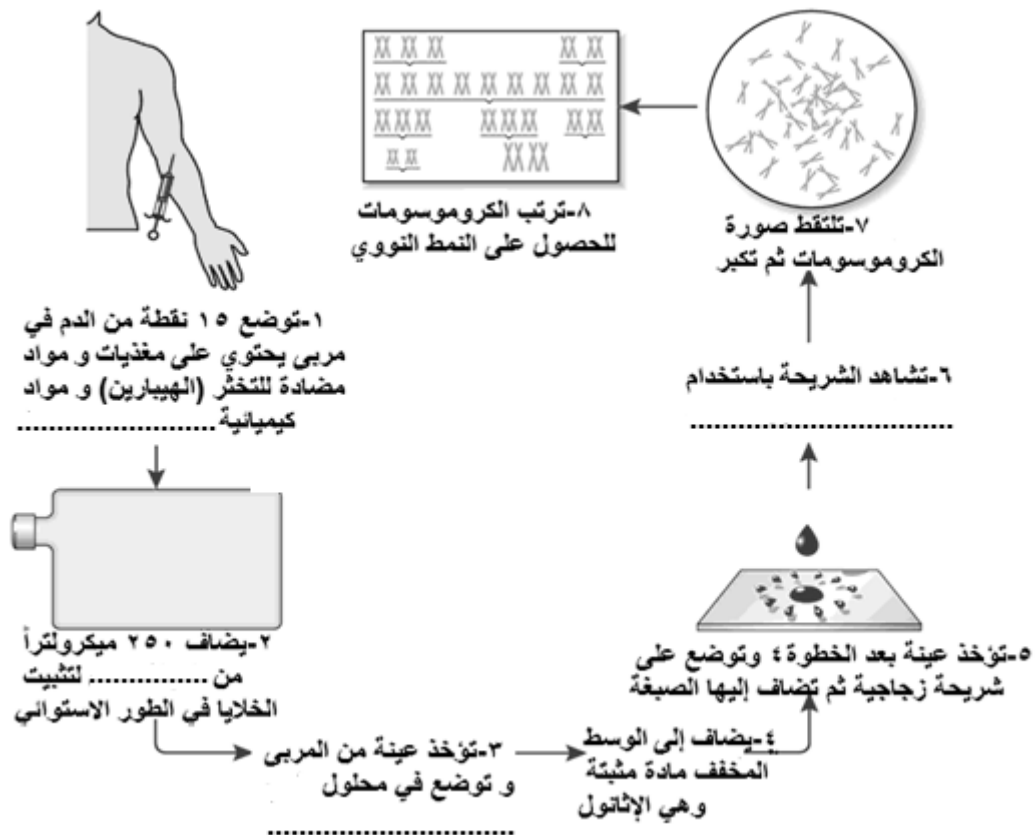 ١-توضع ١٥ نقطة من الدم في
مربى يحتوي على مغذيات و مواد
مضادة للتخثر (الهيبارين) و مواد
كيميائية ........................
٢-يضاف ٢٥٠ ميكرولتراً
من .............. لتثبيت
الخلايا في الطور الاستوائي
٣-تؤخذ عينة من المربى
و توضع في محلول
..............................
٤-يضاف إلى الوسط
المخفف مادة مثبتة
وهي الإثانول
٥-تؤخذ عينة بعد الخطوة٤ وتوضع على
شريحة زجاجية ثم تضاف إليها الصبغة
٦-تشاهد الشريحة باستخدام
................................
٧-تلتقط صورة
الكروموسومات ثم تكبر
٨-ترتب الكروموسومات
للحصول على النمط النووي